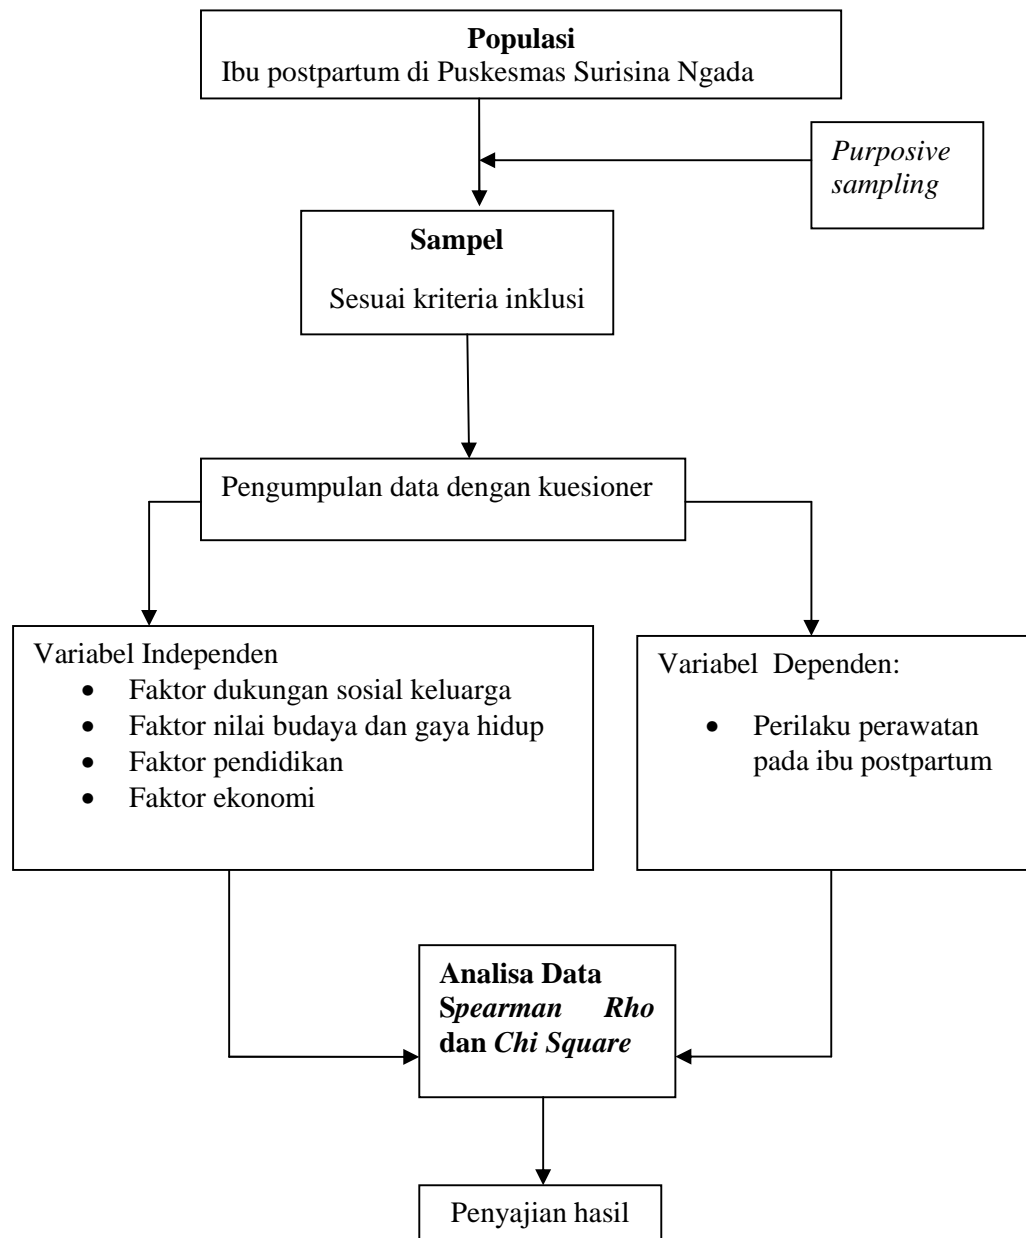 Populasi
Ibu postpartum di Puskesmas Surisina Ngada
Purposive
sampling
Sampel
Sesuai kriteria inklusi
Pengumpulan data dengan kuesioner
Variabel Independen
• Faktor dukungan sosial keluarga
• Faktor nilai budaya dan gaya hidup
• Faktor pendidikan
• Faktor ekonomi
Variabel Dependen:
• Perilaku perawatan
pada ibu postpartum
Analisa Data
Spearman Rho
dan Chi Square
Penyajian hasil